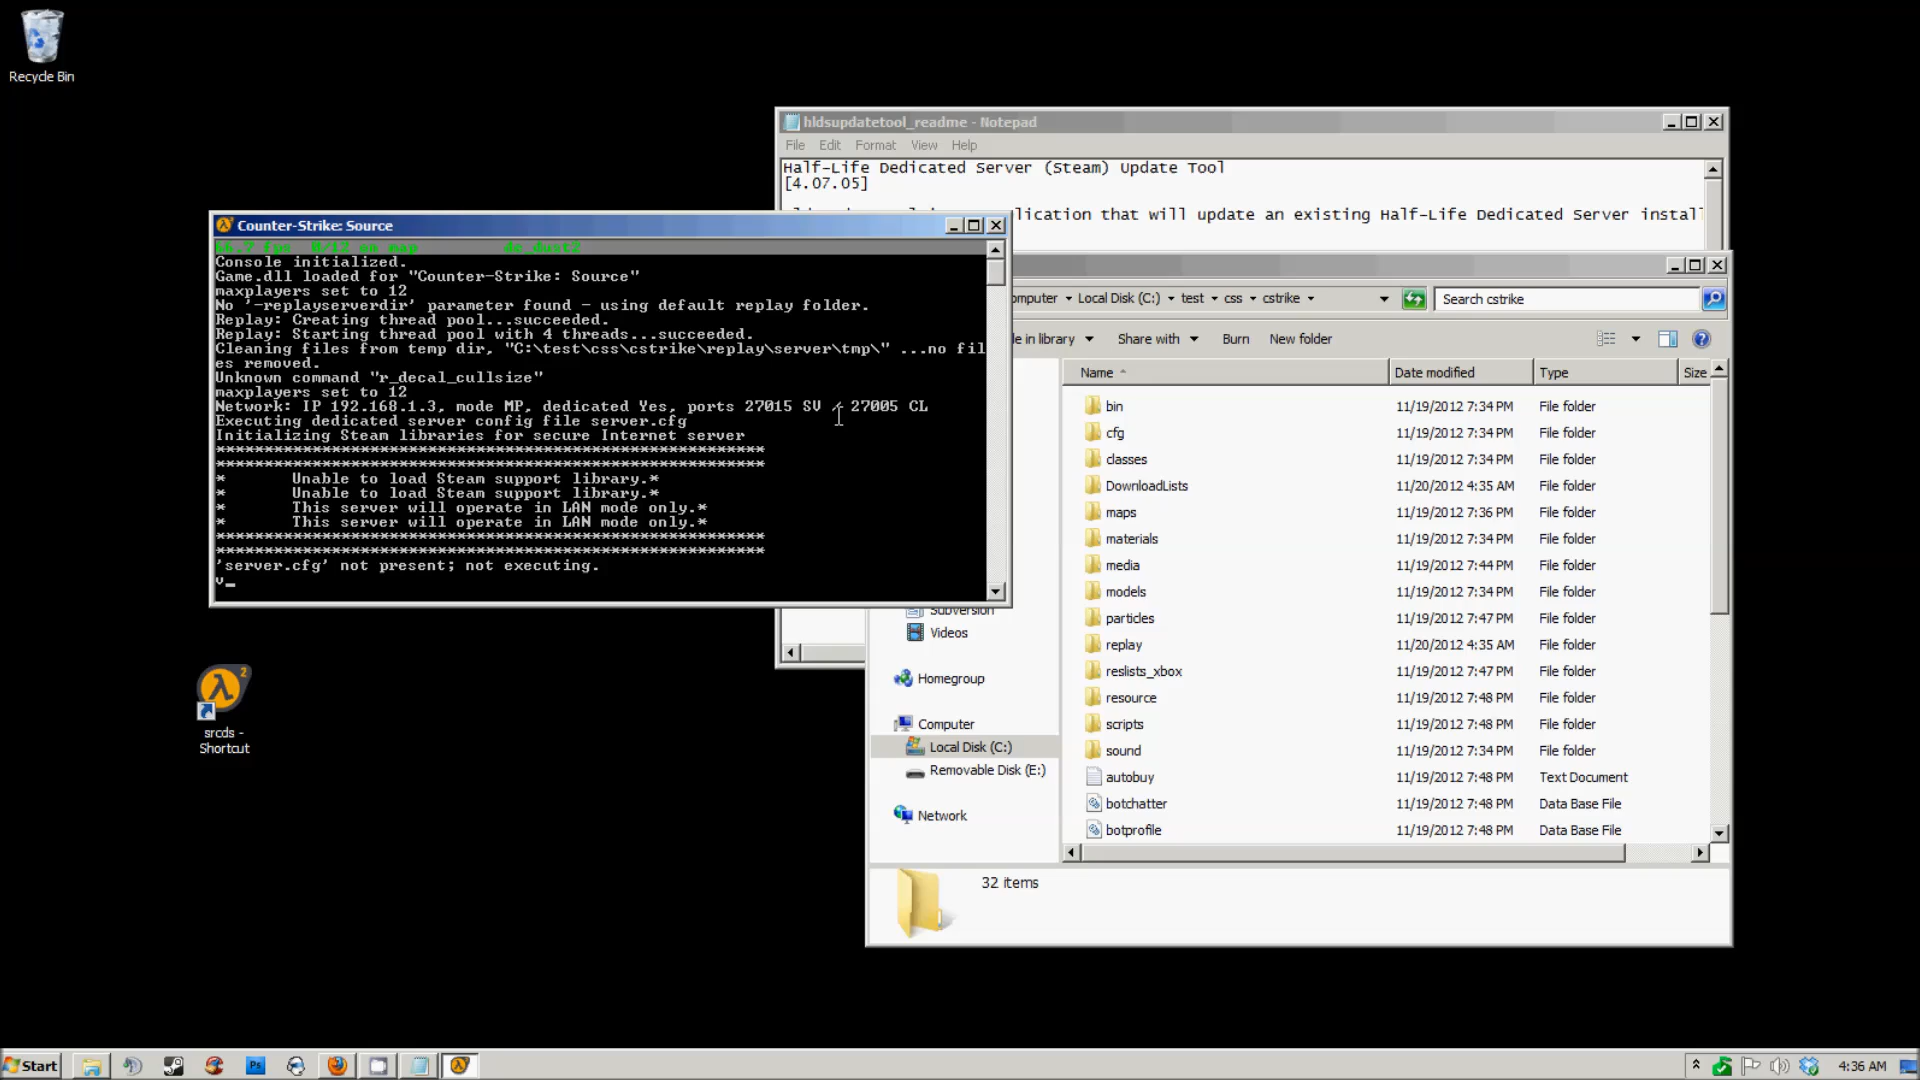 Recycle Bin
hldsupdatetool_readme - Notepad
File Edit Format View Help
Half-Life Dedicated Server (Steam) Update Tool
[4.07.05]
lication that will update an existing Half-Life Dedicated Server install
Counter-Strike: Source
66.7 fps 0/12 on map de_dust2
Console initialized.
Game.dll loaded for "Counter-Strike: Source"
maxplayers set to 12
No '-replayserverdir' parameter found - using default replay folder.
Replay: Creating thread pool...succeeded.
Replay: Starting thread pool with 4 threads...succeeded.
Cleaning files from temp dir, "C:\test\css\cstrike\replay\server\tmp\" ...no fil
es removed.
Unknown command "r_decal_cullsize"
maxplayers set to 12
Network: IP 192.168.1.3, mode MP, dedicated Yes, ports 27015 SV / 27005 CL
Executing dedicated server config file server.cfg
Initializing Steam libraries for secure Internet server
****************************************************
****************************************************
* Unable to load Steam support library.*
* Unable to load Steam support library.*
* This server will operate in LAN mode only.*
* This server will operate in LAN mode only.*
****************************************************
****************************************************
'server.cfg' not present; not executing.
v_
omputer Local Disk (C:) test css cstrike
Search cstrike
de in library Share with Burn New folder
Name Date modified Type Size
bin 11/19/2012 7:34 PM File folder
cfg 11/19/2012 7:34 PM File folder
classes 11/19/2012 7:34 PM File folder
DownloadLists 11/20/2012 4:35 AM File folder
maps 11/19/2012 7:36 PM File folder
materials 11/19/2012 7:34 PM File folder
media 11/19/2012 7:44 PM File folder
models 11/19/2012 7:34 PM File folder
particles 11/19/2012 7:47 PM File folder
replay 11/20/2012 4:35 AM File folder
reslists_xbox 11/19/2012 7:47 PM File folder
resource 11/19/2012 7:48 PM File folder
scripts 11/19/2012 7:48 PM File folder
sound 11/19/2012 7:34 PM File folder
autobuy 11/19/2012 7:48 PM Text Document
botchatter 11/19/2012 7:48 PM Data Base File
botprofile 11/19/2012 7:48 PM Data Base File
Subversion
Videos
Homegroup
Computer
Local Disk (C:)
Removable Disk (E:)
Network
32 items
srcds -
Shortcut
Start
Ps
4:36 AM